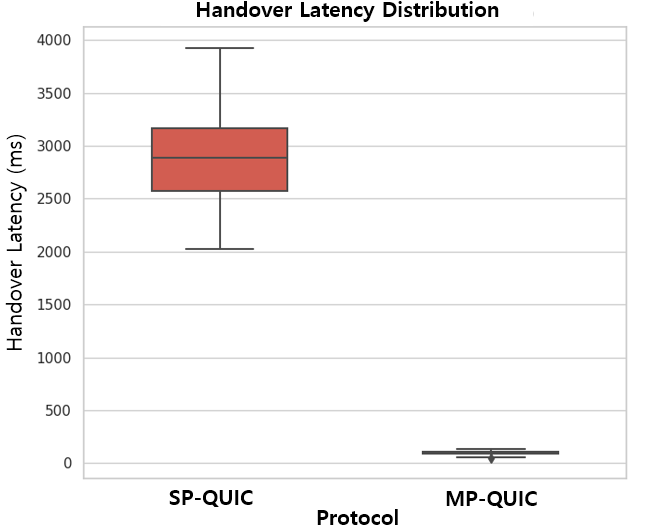 Handover Latency Distribution
4000
3500
3000
2500
2000
1500
1000
500
0
Handover Latency (ms)
SP-QUIC
MP-QUIC
Protocol